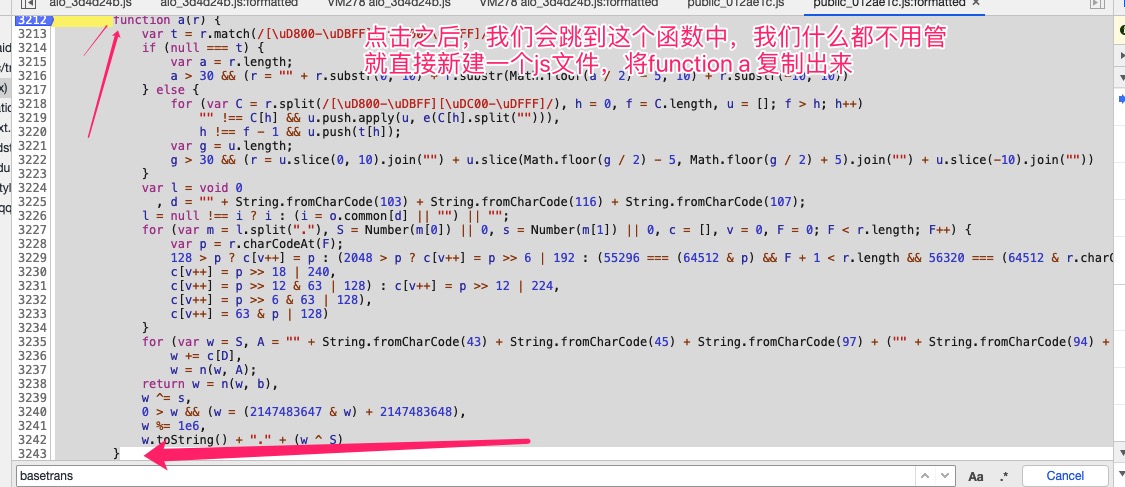 alo_3d4d24b.js:formatted VM278 alo_3d4d24b.js VM278 alo_3d4d24b.js:formatted public_012ae1c.js public_012ae1c.js:formatted ×
3212 function a(r) {
点击之后，我们会跳到这个函数中，我们什么都不用管
3213 var t = r.match(/[\uD800-\uDBFF]
就直接新建一个js文件，将function a 复制出来
3214 if (null === t) {
3215 var a = r.length;
3216 a > 30 && (r = "" + r.substr(0, 10) + r.substr(Math.floor(a / 2) - 5, 10) + r.substr(-10, 10))
3217 } else {
3218 for (var C = r.split(/[\uD800-\uDBFF][\uDC00-\uDFFF]/), h = 0, f = C.length, u = []; f > h; h++)
3219 "" !== C[h] && u.push.apply(u, e(C[h].split(""))),
3220 h !== f - 1 && u.push(t[h]);
3221 var g = u.length;
3222 g > 30 && (r = u.slice(0, 10).join("") + u.slice(Math.floor(g / 2) - 5, Math.floor(g / 2) + 5).join("") + u.slice(-10).join(""))
3223 }
3224 var l = void 0
3225 , d = "" + String.fromCharCode(103) + String.fromCharCode(116) + String.fromCharCode(107);
3226 l = null !== i ? i : (i = o.common[d] || "") || "";
3227 for (var m = l.split("."), S = Number(m[0]) || 0, s = Number(m[1]) || 0, c = [], v = 0, F = 0; F < r.length; F++) {
3228 var p = r.charCodeAt(F);
3229 128 > p ? c[v++] = p : (2048 > p ? c[v++] = p >> 6 | 192 : (55296 === (64512 & p) && F + 1 < r.length && 56320 === (64512 & r.char
3230 c[v++] = p >> 18 | 240,
3231 c[v++] = p >> 12 & 63 | 128) : c[v++] = p >> 12 | 224,
3232 c[v++] = p >> 6 & 63 | 128),
3233 c[v++] = 63 & p | 128)
3234 }
3235 for (var w = S, A = "" + String.fromCharCode(43) + String.fromCharCode(45) + String.fromCharCode(97) + ("" + String.fromCharCode(94) +
3236 w += c[D],
3237 w = n(w, A);
3238 return w = n(w, b),
3239 w ^= s,
3240 0 > w && (w = (2147483647 & w) + 2147483648),
3241 w %= 1e6,
3242 w.toString() + "." + (w ^ S)
3243 }
basetrans Aa .* Cancel